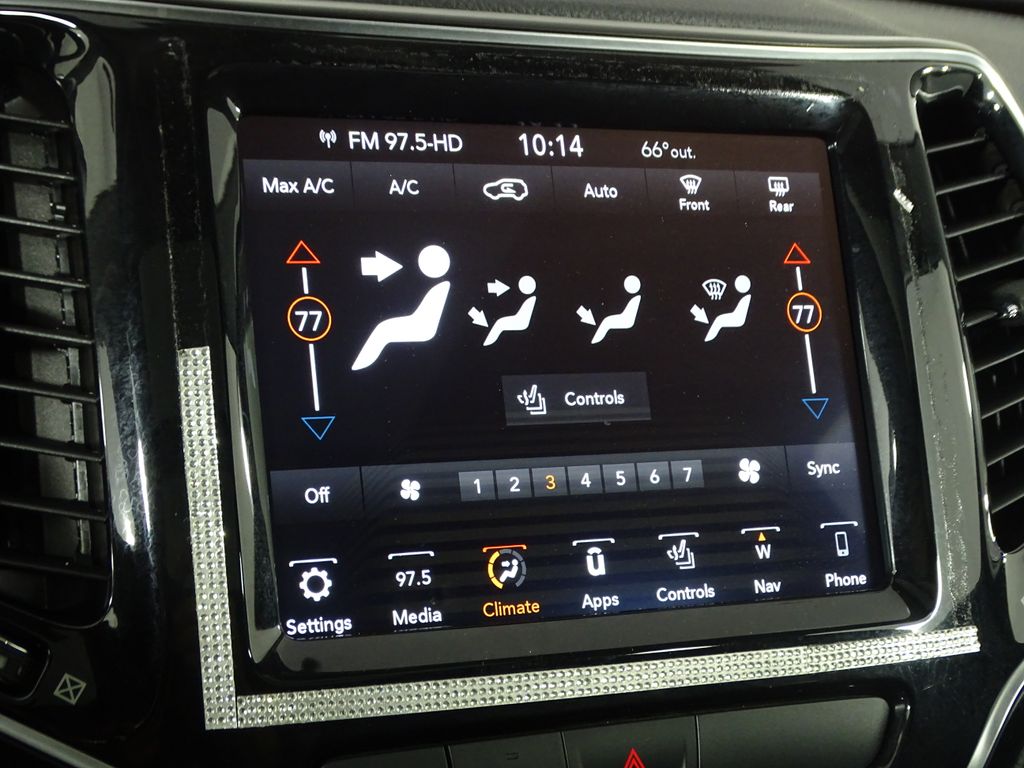 FM 97.5-HD 10:14 66° out.
Max A/C A/C Auto Front Rear
77 77
Controls
Off 1 2 3 4 5 6 7 Sync
97.5 W
Settings Media Climate Apps Controls Nav Phone